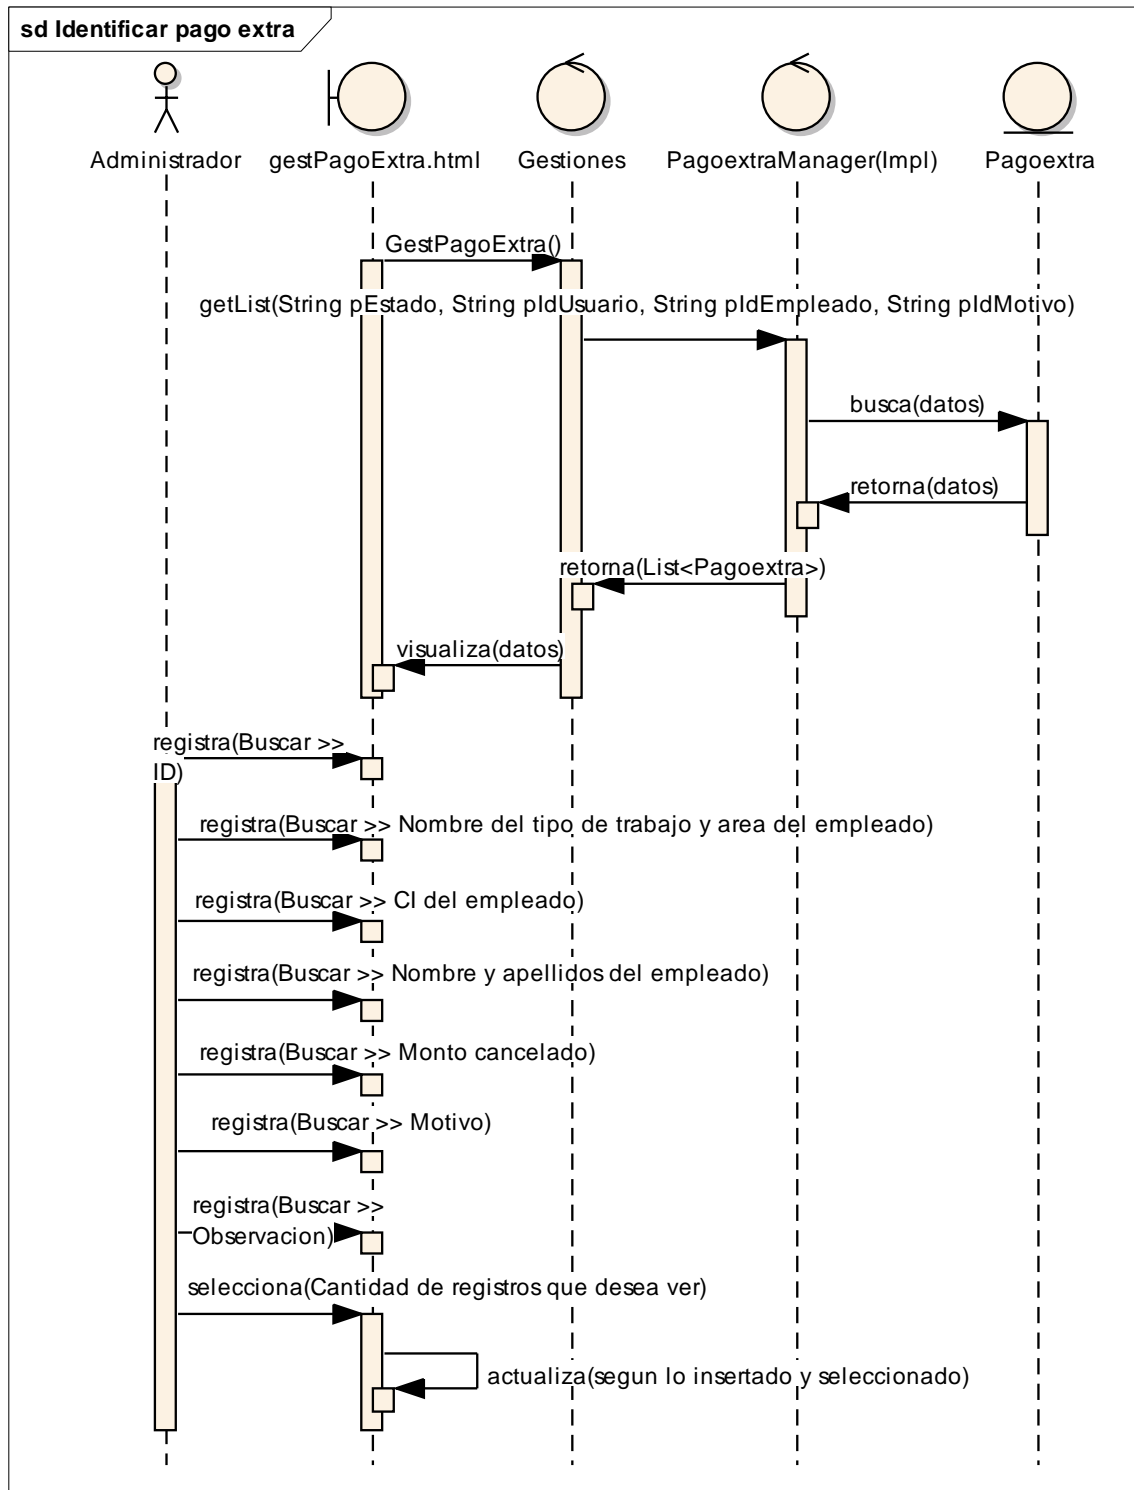 sd Identificar pago extra
Administrador
gestPagoExtra.html
Gestiones
PagoextraManager(Impl)
Pagoextra
GestPagoExtra()
getList(String pEstado, String pIdUsuario, String pIdEmpleado, String pIdMotivo)
busca(datos)
retorna(datos)
retorna(List<Pagoextra>)
visualiza(datos)
registra(Buscar >>
ID)
registra(Buscar >> Nombre del tipo de trabajo y area del empleado)
registra(Buscar >> CI del empleado)
registra(Buscar >> Nombre y apellidos del empleado)
registra(Buscar >> Monto cancelado)
registra(Buscar >> Motivo)
registra(Buscar >>
Observacion)
selecciona(Cantidad de registros que desea ver)
actualiza(segun lo insertado y seleccionado)